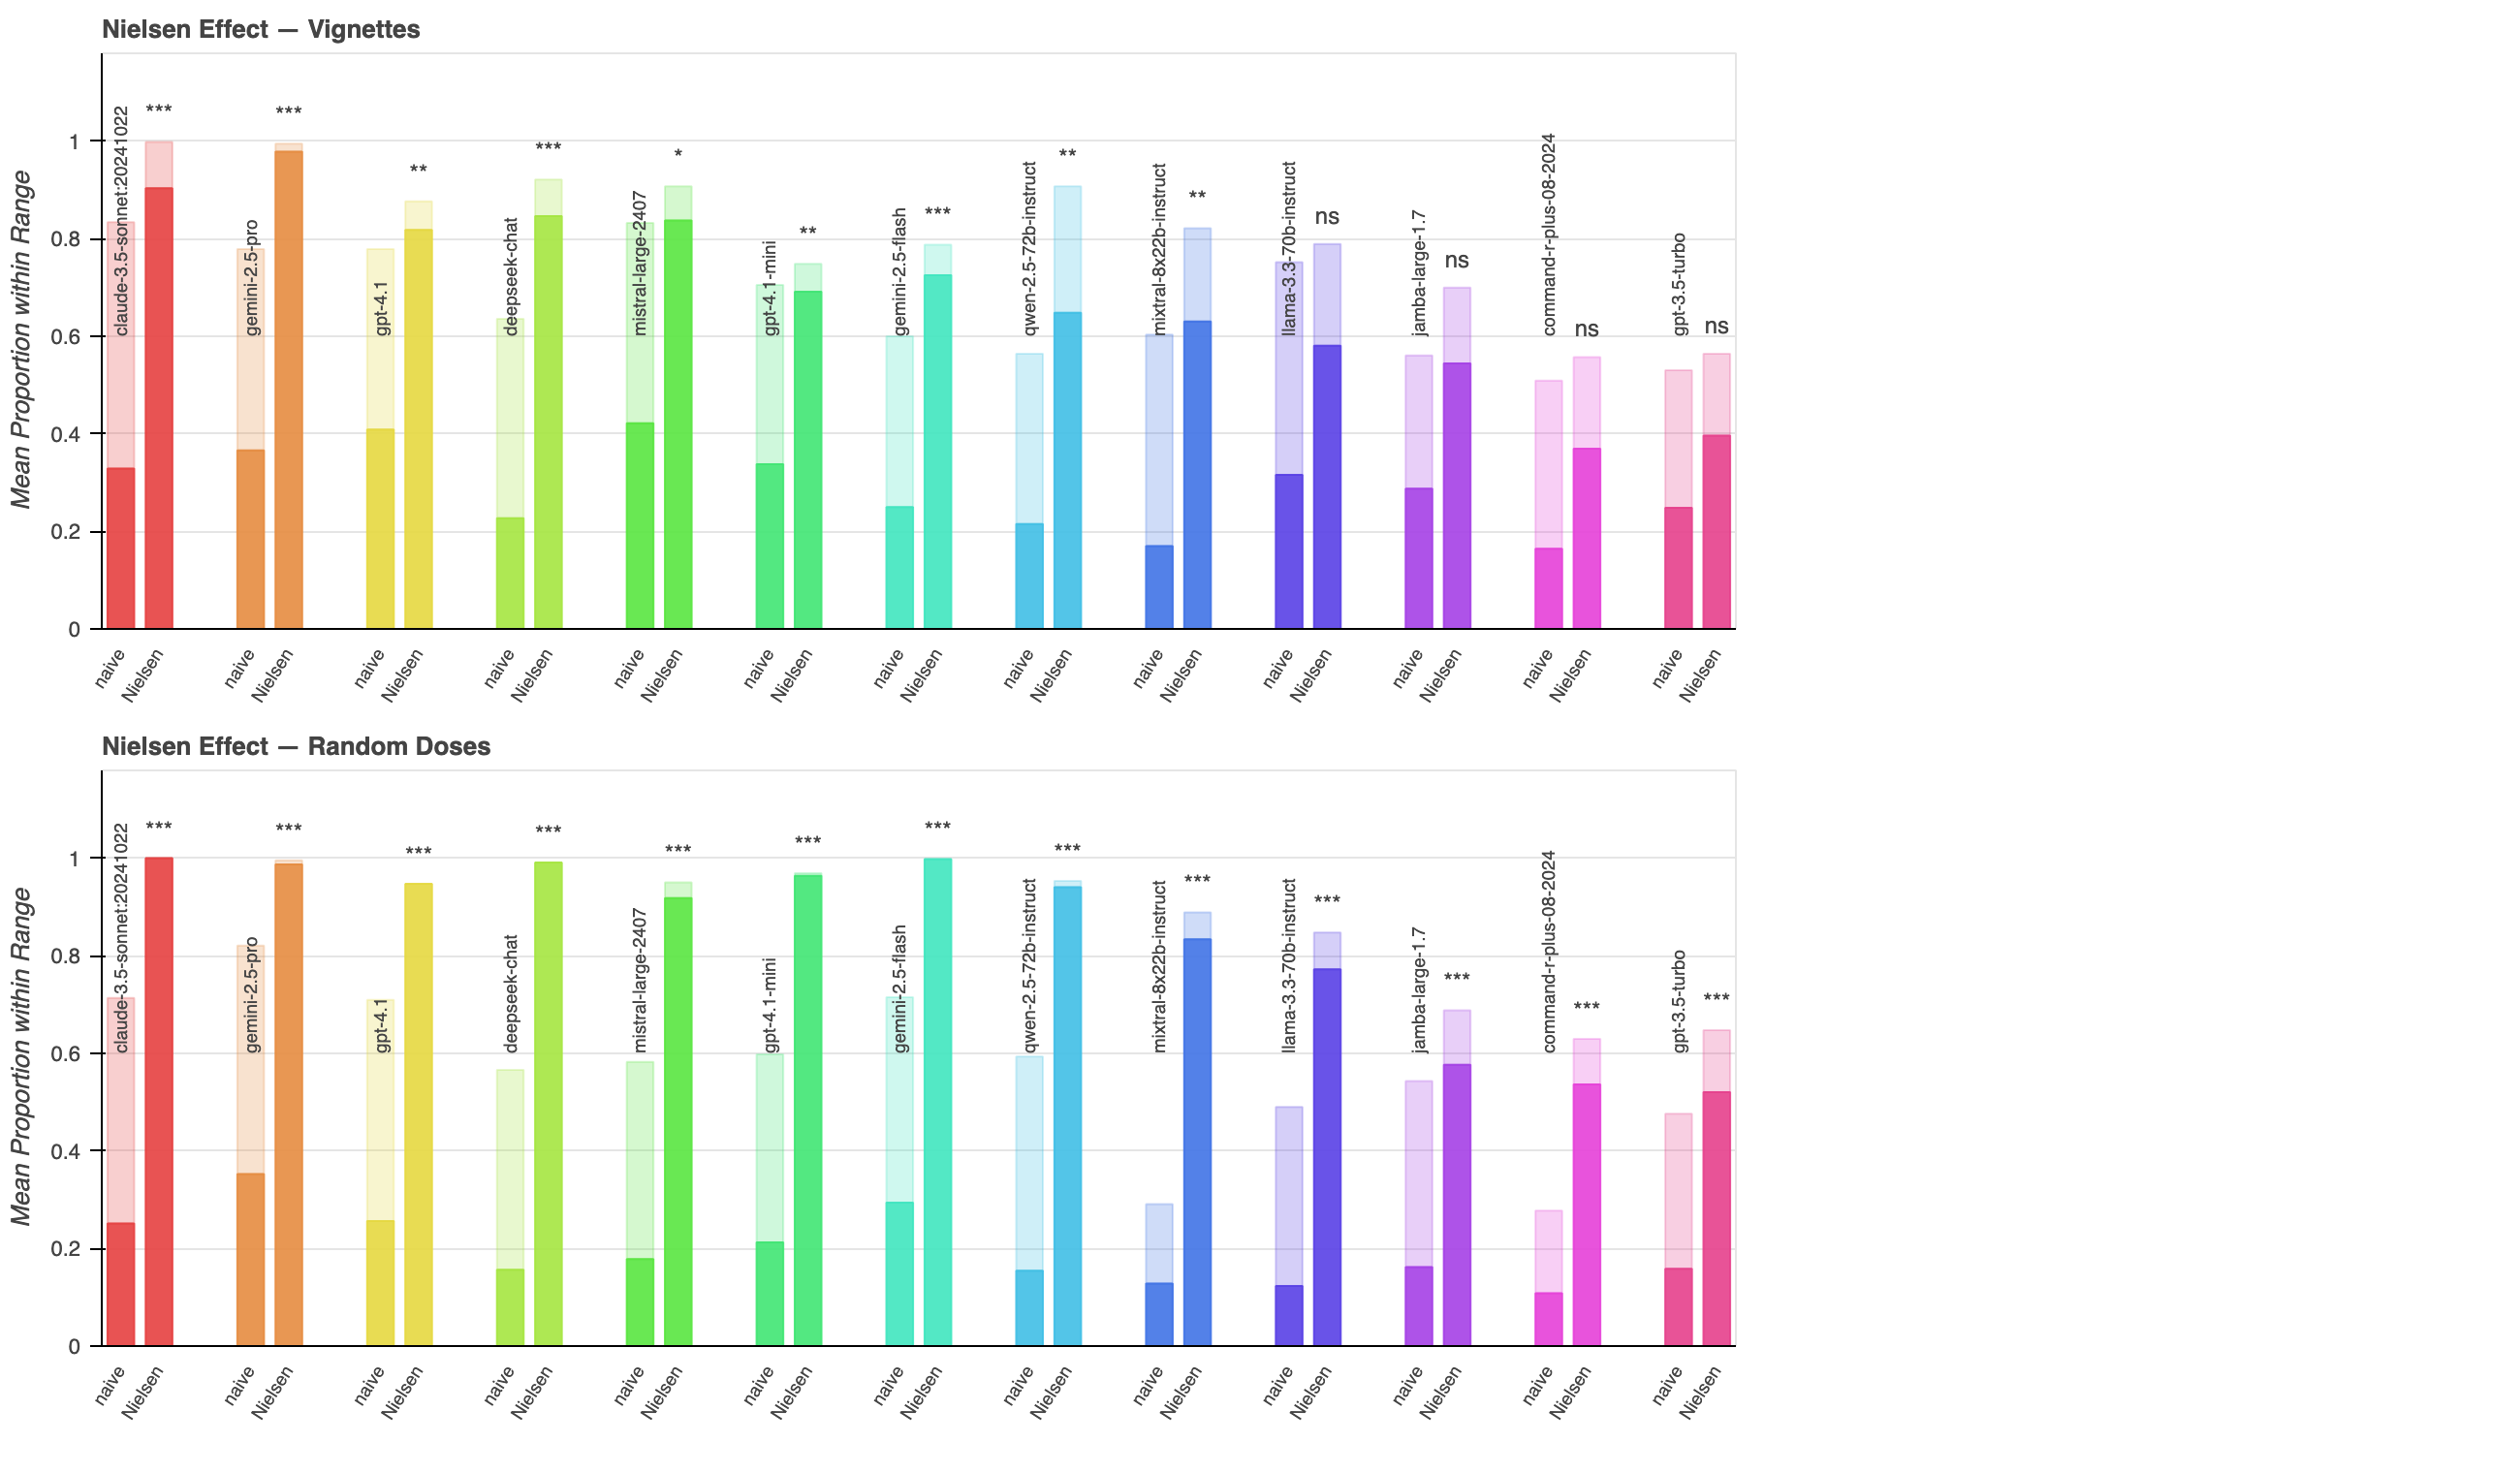 Nielsen Effect — Vignettes
Mean Proportion within Range
1
0.8
0.6
0.4
0.2
0
claude-3.5-sonnet:20241022
***
gemini-2.5-pro
***
gpt-4.1
**
deepseek-chat
***
mistral-large-2407
*
gpt-4.1-mini
**
gemini-2.5-flash
***
qwen-2.5-72b-instruct
**
mixtral-8x22b-instruct
**
llama-3.3-70b-instruct
ns
jamba-large-1.7
ns
command-r-plus-08-2024
ns
gpt-3.5-turbo
ns
naive
Nielsen
naive
Nielsen
naive
Nielsen
naive
Nielsen
naive
Nielsen
naive
Nielsen
naive
Nielsen
naive
Nielsen
naive
Nielsen
naive
Nielsen
naive
Nielsen
naive
Nielsen
naive
Nielsen
Nielsen Effect — Random Doses
Mean Proportion within Range
1
0.8
0.6
0.4
0.2
0
claude-3.5-sonnet:20241022
***
gemini-2.5-pro
***
gpt-4.1
***
deepseek-chat
***
mistral-large-2407
***
gpt-4.1-mini
***
gemini-2.5-flash
***
qwen-2.5-72b-instruct
***
mixtral-8x22b-instruct
***
llama-3.3-70b-instruct
***
jamba-large-1.7
***
command-r-plus-08-2024
***
gpt-3.5-turbo
***
naive
Nielsen
naive
Nielsen
naive
Nielsen
naive
Nielsen
naive
Nielsen
naive
Nielsen
naive
Nielsen
naive
Nielsen
naive
Nielsen
naive
Nielsen
naive
Nielsen
naive
Nielsen
naive
Nielsen